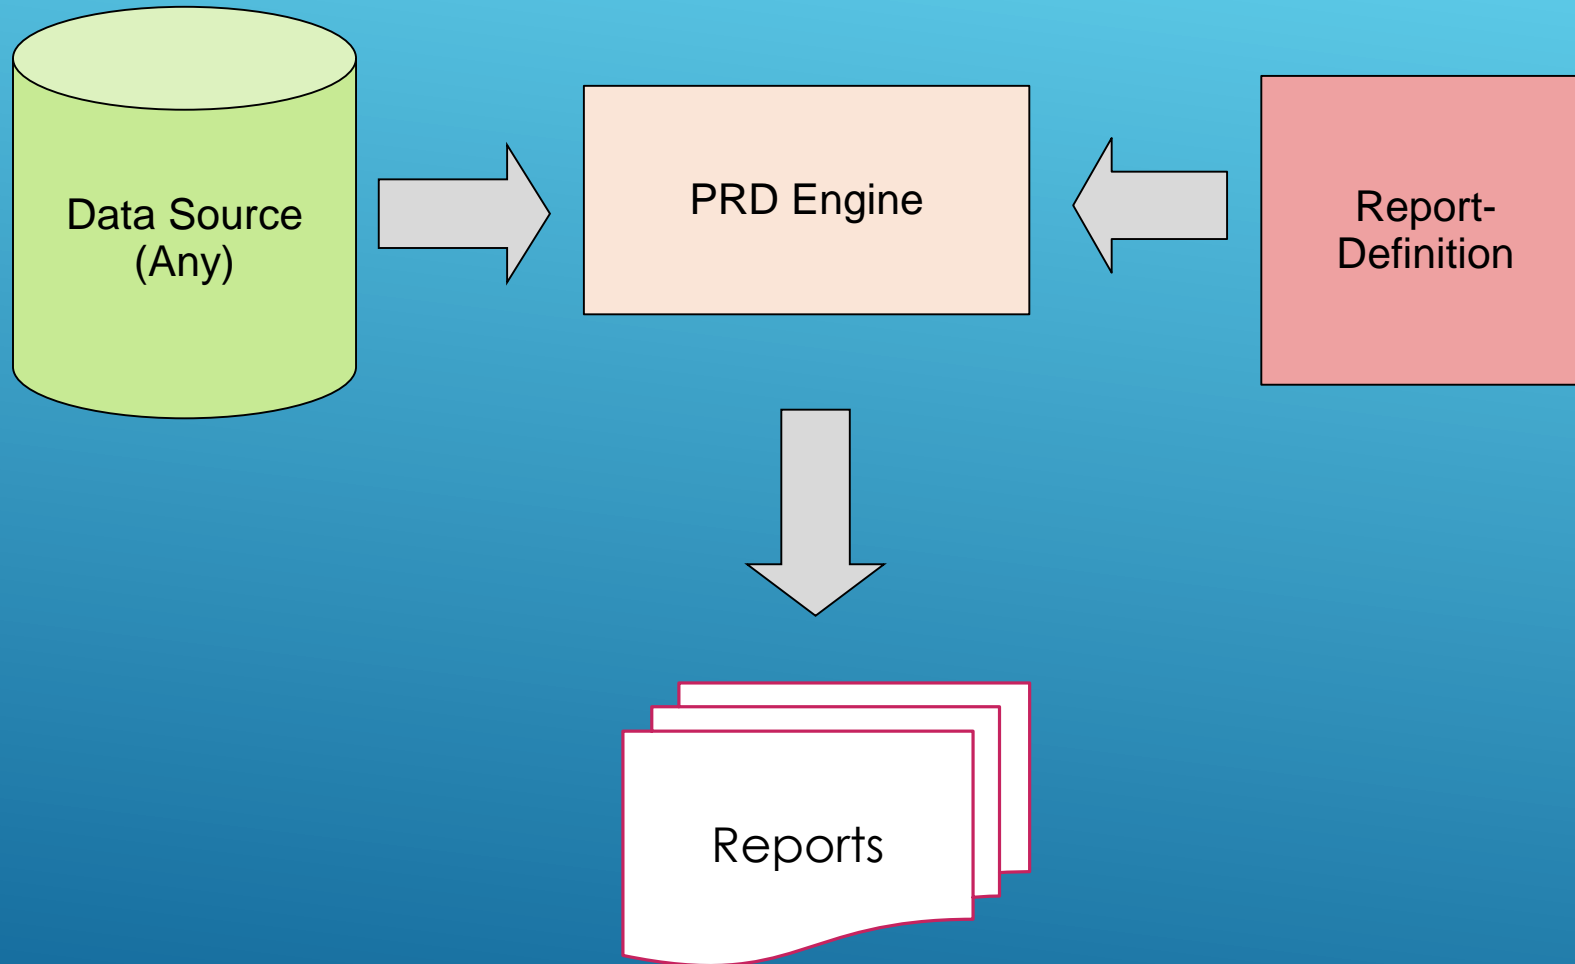 Data Source
(Any)
PRD Engine
Report-
Definition
Reports